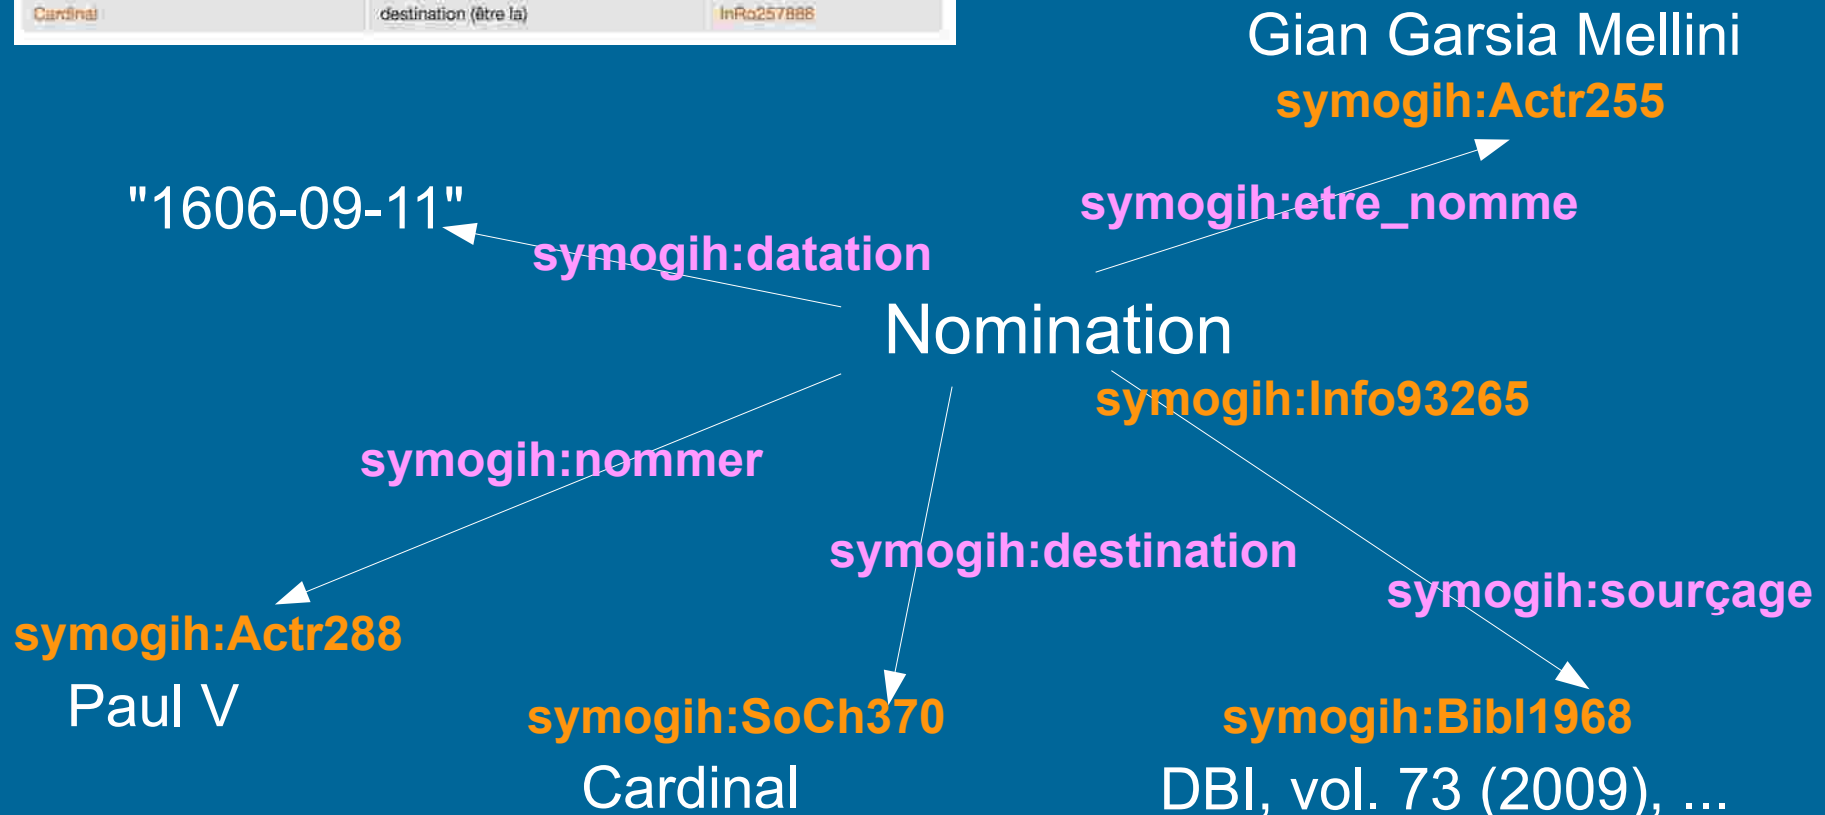 Cardinal destination (être la) InRo257888
Gian Garsia Mellini
symogih:Actr255
"1606-09-11"
symogih:etre_nomme
symogih:datation
Nomination
symogih:Info93265
symogih:nommer
symogih:destination
symogih:sourçage
symogih:Actr288
Paul V
symogih:SoCh370
Cardinal
symogih:Bibl1968
DBI, vol. 73 (2009), ...